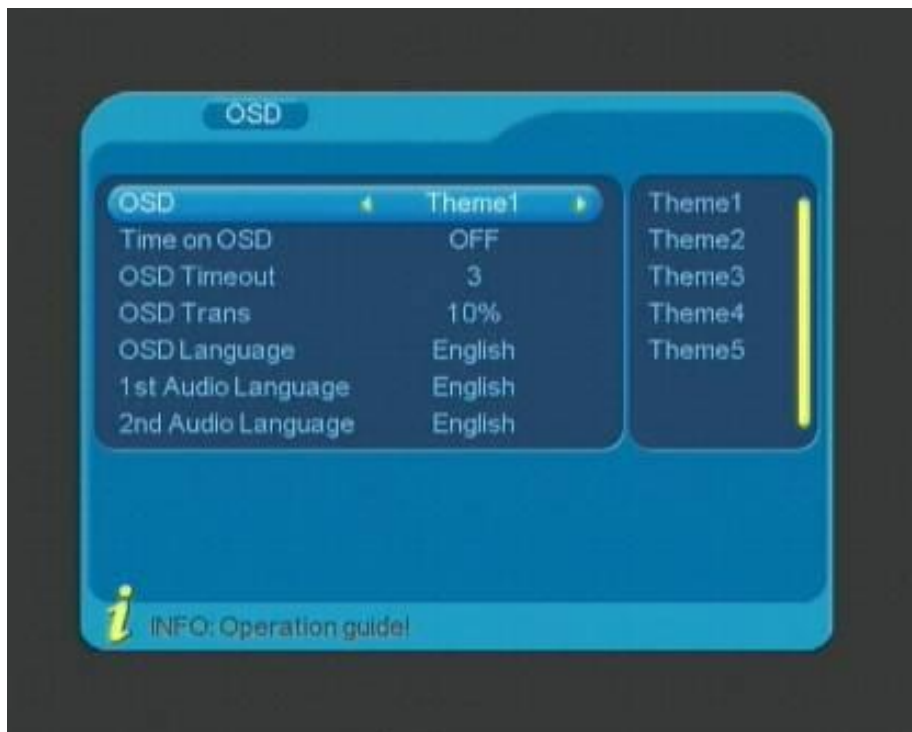 OSD
OSD Theme1
Time on OSD OFF
OSD Timeout 3
OSD Trans 10%
OSD Language English
1st Audio Language English
2nd Audio Language English
Theme1
Theme2
Theme3
Theme4
Theme5
INFO: Operation guide!